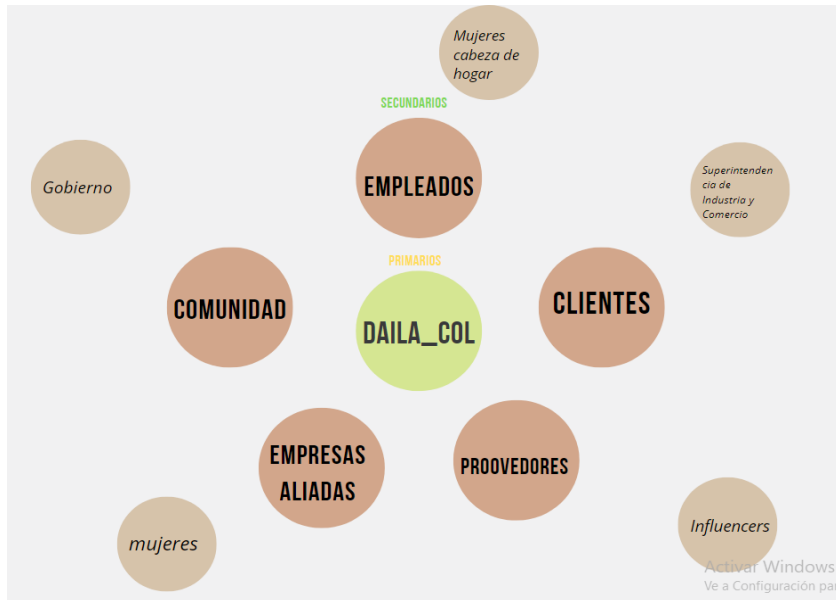 Mujeres
cabeza de
hogar
SECUNDARIOS
EMPLEADOS
Gobierno
Superintenden
cia de
Industria y
Comercio
PRIMARIOS
COMUNIDAD
DAILA_COL
CLIENTES
EMPRESAS
ALIADAS
PROOVEDORES
mujeres
Influencers
Activar Windows
Ve a Configuración par